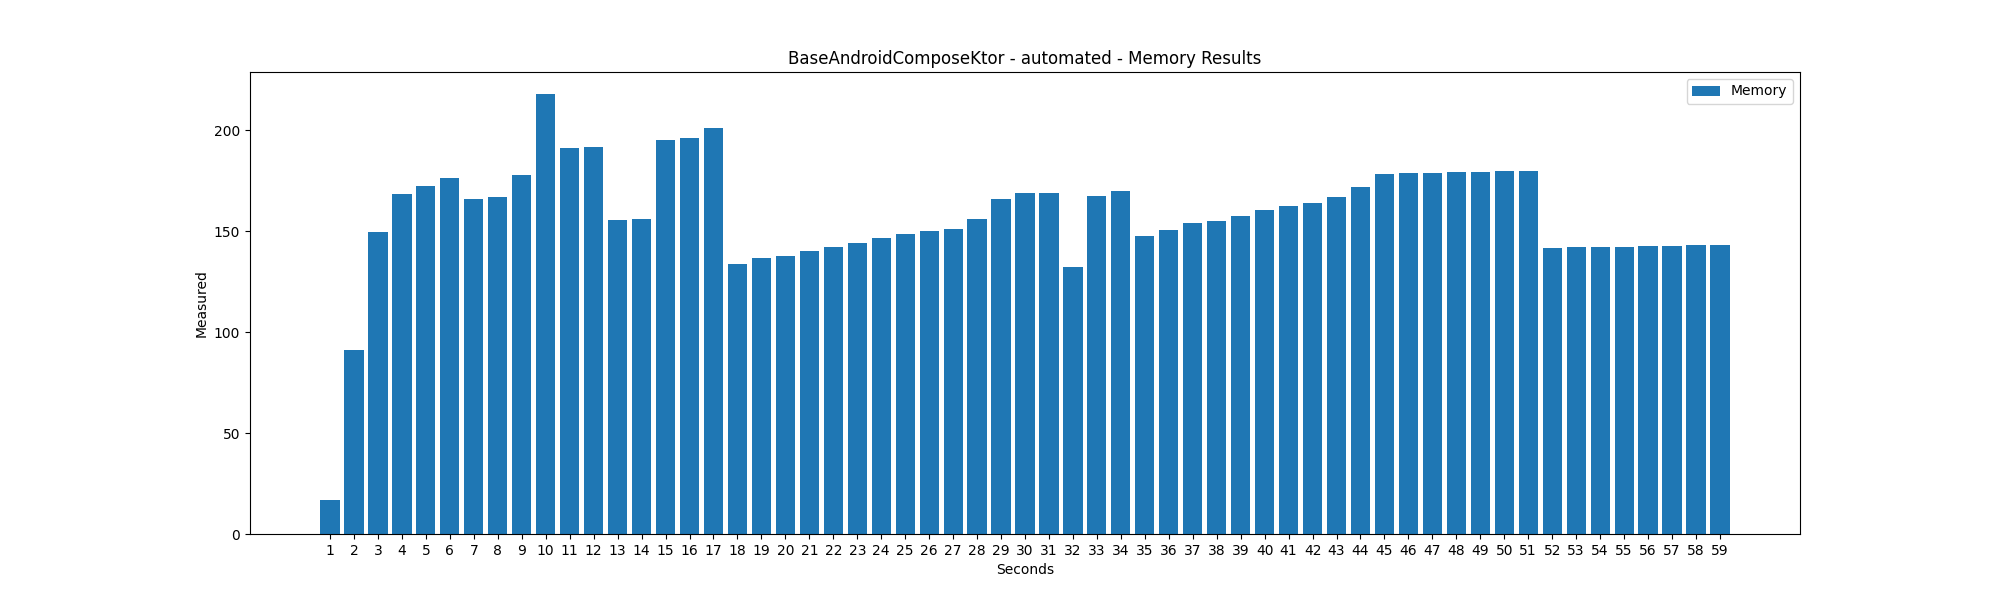 BaseAndroidComposeKtor - automated - Memory Results
Memory
200
150
100
50
0
Measured
1 2 3 4 5 6 7 8 9 10 11 12 13 14 15 16 17 18 19 20 21 22 23 24 25 26 27 28 29 30 31 32 33 34 35 36 37 38 39 40 41 42 43 44 45 46 47 48 49 50 51 52 53 54 55 56 57 58 59
Seconds